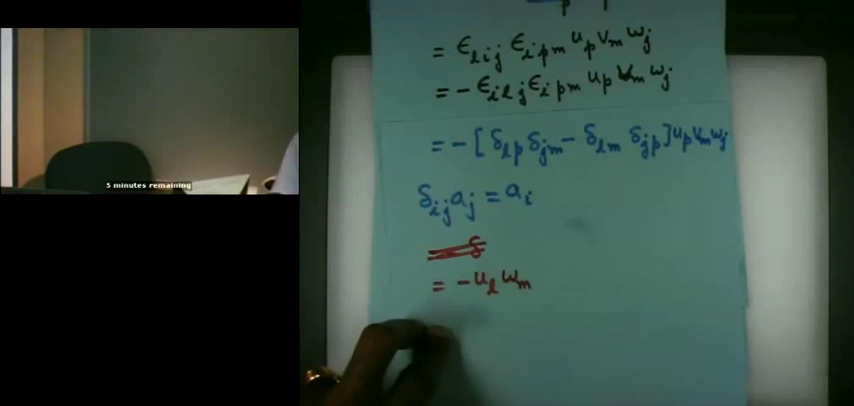 = ϵ_{lij} ϵ_{ipm} u_p v_m w_j
= - ϵ_{ilj} ϵ_{ipm} u_p v_m w_j
= - [ δ_{lp} δ_{jm} - δ_{lm} δ_{jp} ] u_p v_m w_j
δ_{ij} a_j = a_i
= - u_l w_m
5 minutes remaining